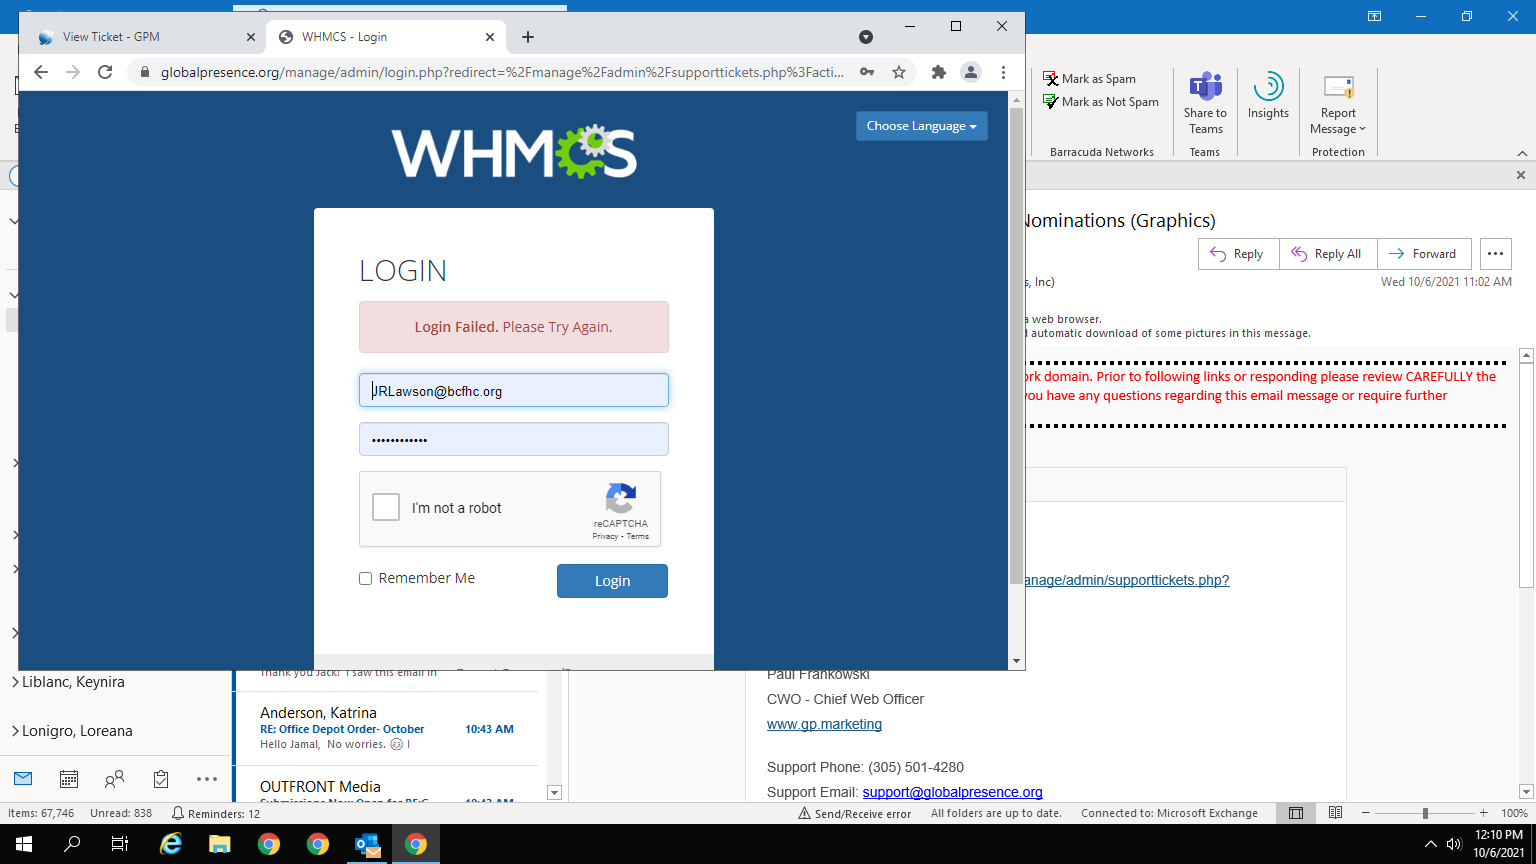 View Ticket - GPM
WHMCS - Login
globalpresence.org/manage/admin/login.php?redirect=%2Fmanage%2Fadmin%2Fsupporttickets.php%3Facti...
WHMCS
Choose Language
LOGIN
Login Failed. Please Try Again.
JRLawson@bcfhc.org
••••••••••••
I'm not a robot
reCAPTCHA
Privacy - Terms
Remember Me
Login
Mark as Spam
Mark as Not Spam
Barracuda Networks
Share to
Teams
Teams
Insights
Report
Message
Protection
Nominations (Graphics)
Reply
Reply All
Forward
s, Inc)
Wed 10/6/2021 11:02 AM
a web browser.
d automatic download of some pictures in this message.
ork domain. Prior to following links or responding please review CAREFULLY the
you have any questions regarding this email message or require further
anage/admin/supporttickets.php?
Paul Frankowski
CWO - Chief Web Officer
www.gp.marketing
Support Phone: (305) 501-4280
Support Email: support@globalpresence.org
Liblanc, Keynira
Lonigro, Loreana
Thank you Jack! I saw this email in
Anderson, Katrina
RE: Office Depot Order- October
10:43 AM
Hello Jamal, No worries. ☺ I
OUTFRONT Media
Submissions Now Open for BE:C
10:42 AM
Items: 67,746
Unread: 838
Reminders: 12
Send/Receive error
All folders are up to date.
Connected to: Microsoft Exchange
100%
12:10 PM
10/6/2021